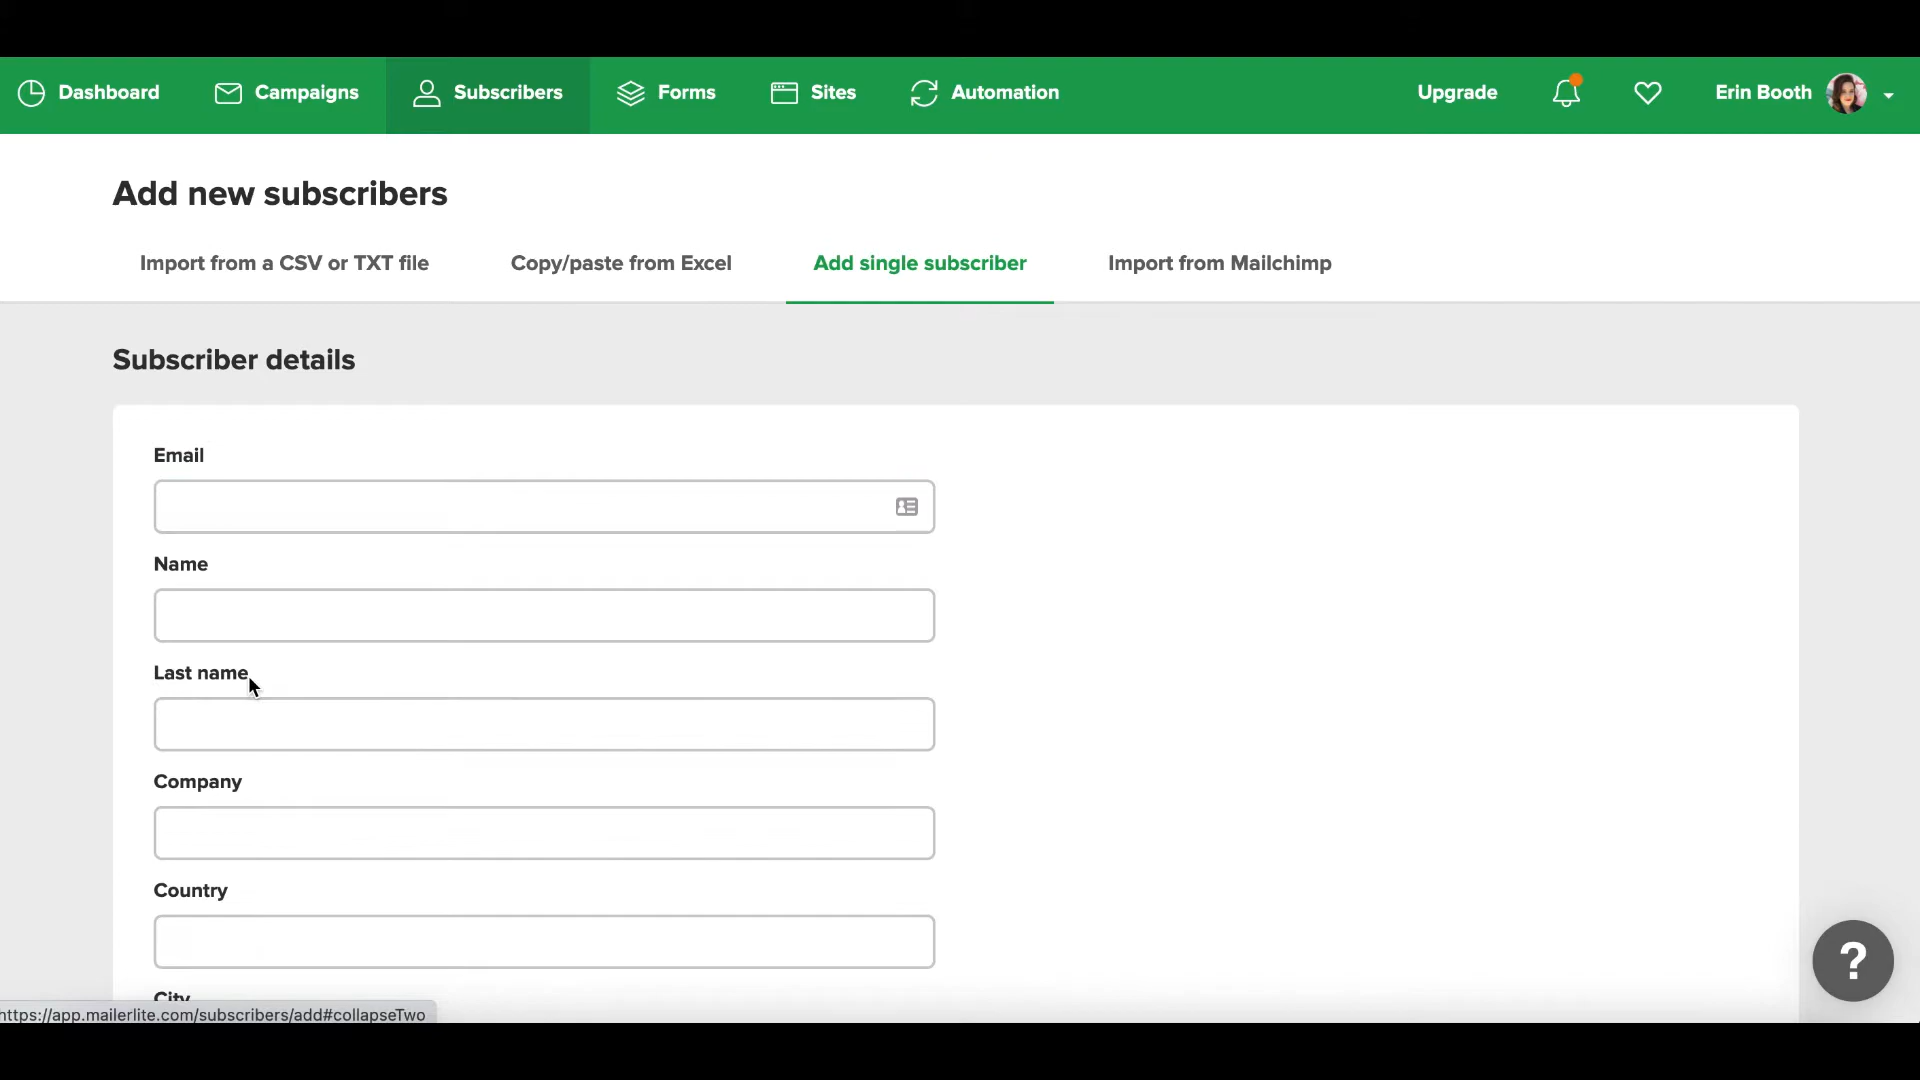 Dashboard
Campaigns
Subscribers
Forms
Sites
Automation
Upgrade
Erin Booth
Add new subscribers
Import from a CSV or TXT file
Copy/paste from Excel
Add single subscriber
Import from Mailchimp
Subscriber details
Email
Name
Last name
Company
Country
City
?
https://app.mailerlite.com/subscribers/add#collapseTwo